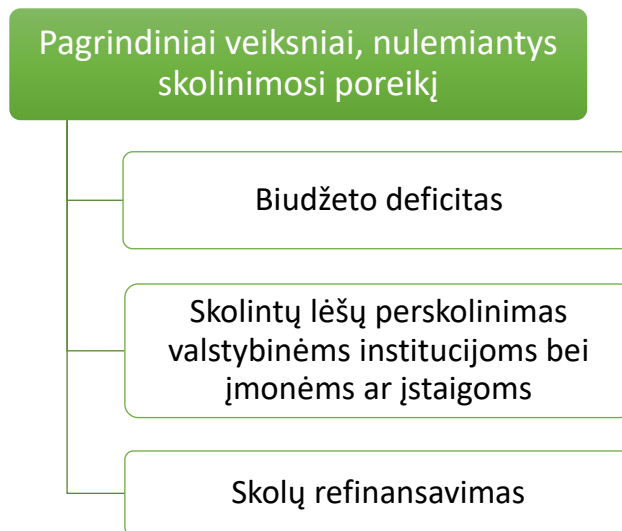 Pagrindiniai veiksniai, nulemiantys
skolinimosi poreikį
Biudžeto deficitas
Skolintų lėšų perskolinimas
valstybinėms institucijoms bei
įmonėms ar įstaigoms
Skolų refinansavimas